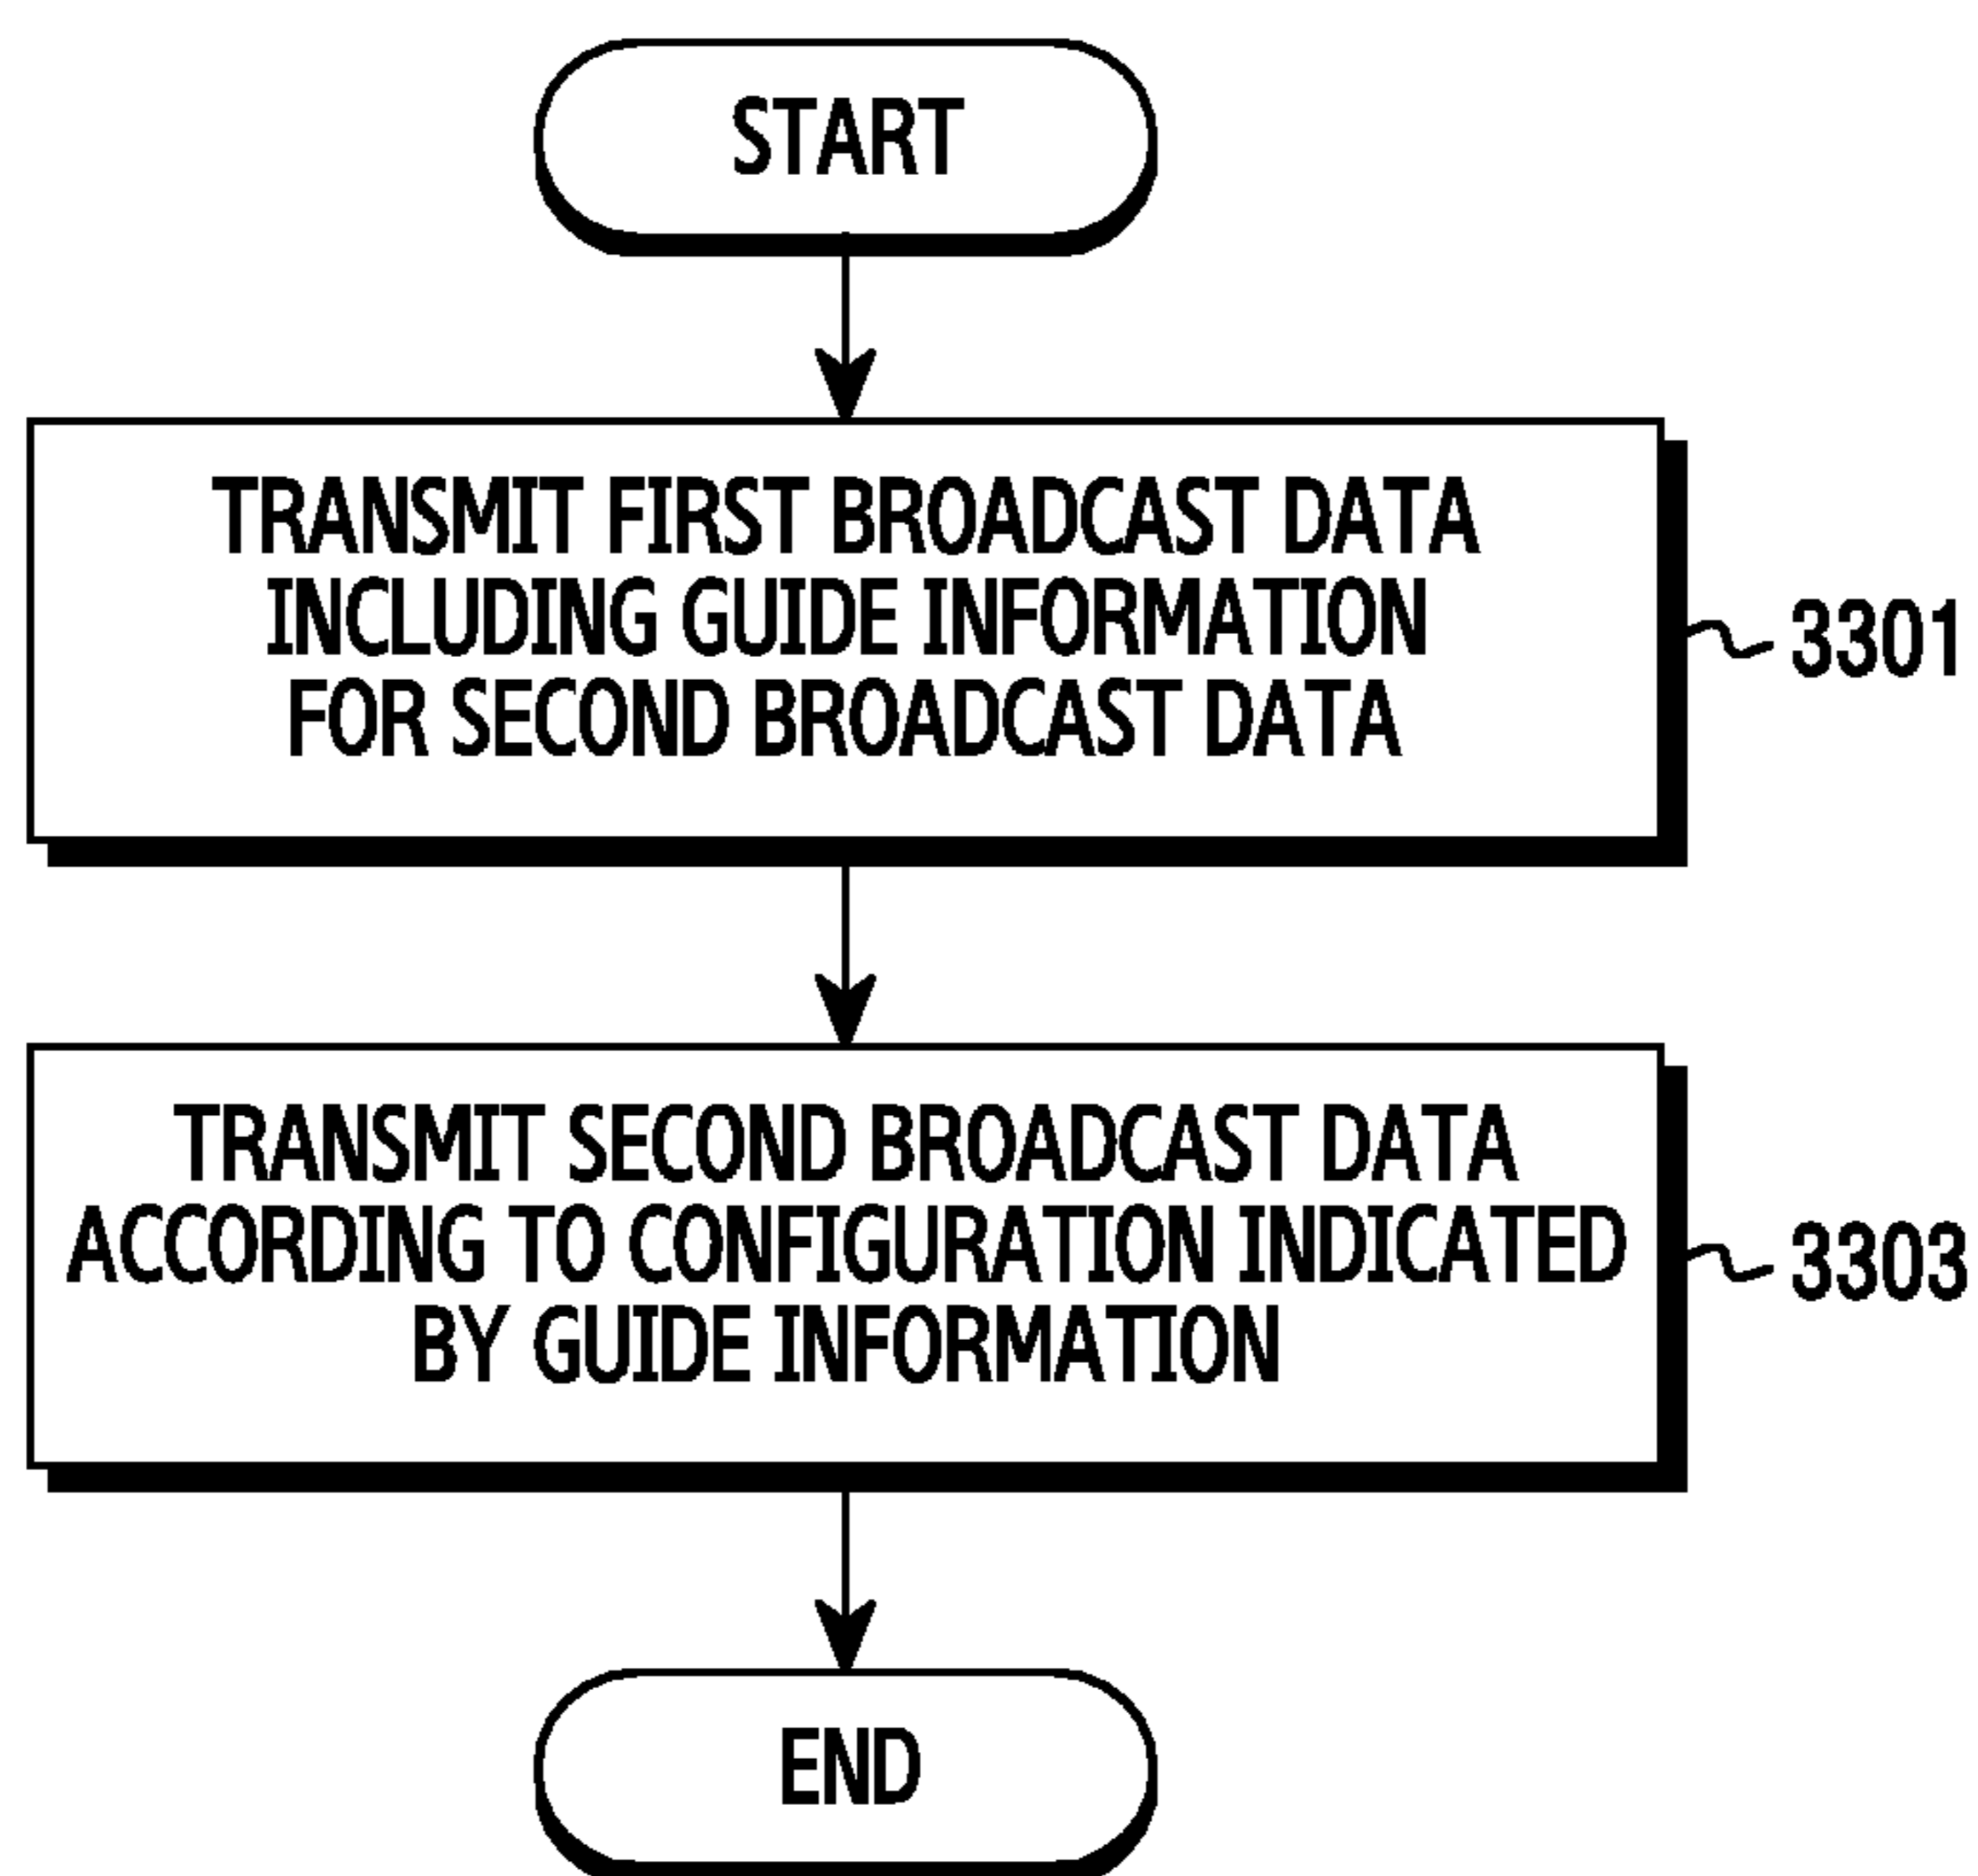 START
TRANSMIT FIRST BROADCAST DATA
INCLUDING GUIDE INFORMATION
FOR SECOND BROADCAST DATA
3301
TRANSMIT SECOND BROADCAST DATA
ACCORDING TO CONFIGURATION INDICATED
BY GUIDE INFORMATION
3303
END